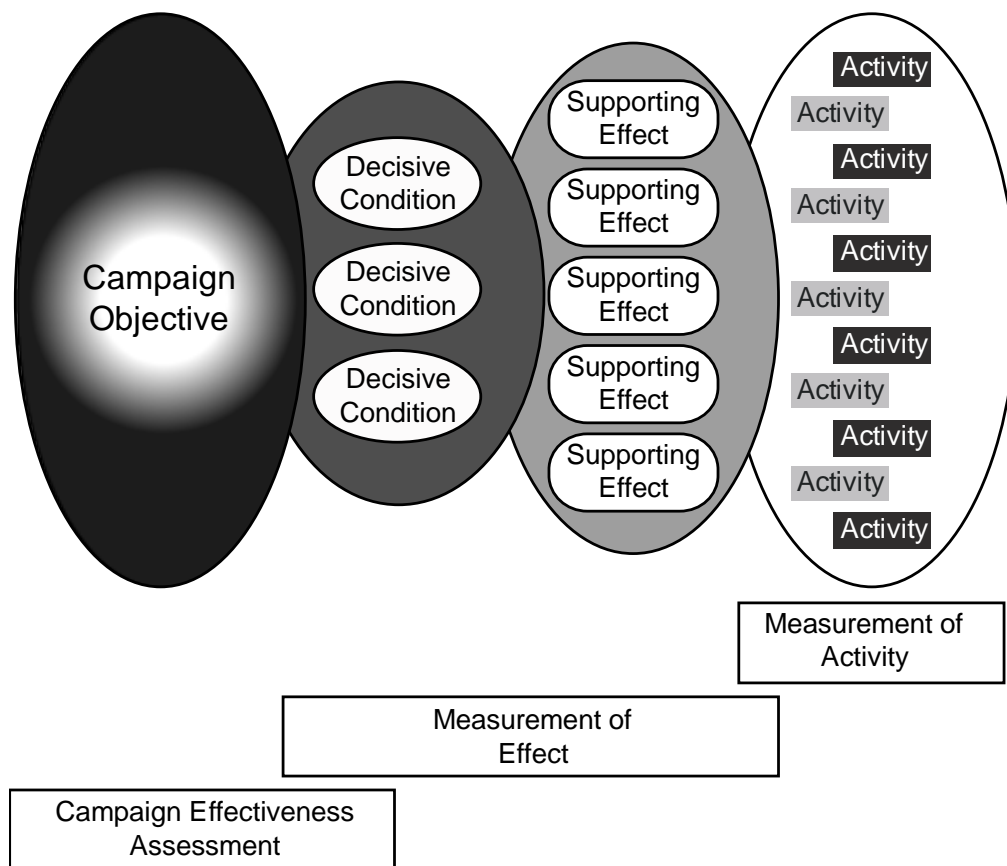 Campaign
Objective
Decisive
Condition
Decisive
Condition
Decisive
Condition
Supporting
Effect
Supporting
Effect
Supporting
Effect
Supporting
Effect
Supporting
Effect
Activity
Activity
Activity
Activity
Activity
Activity
Activity
Activity
Activity
Activity
Activity
Measurement of
Activity
Measurement of
Effect
Campaign Effectiveness
Assessment